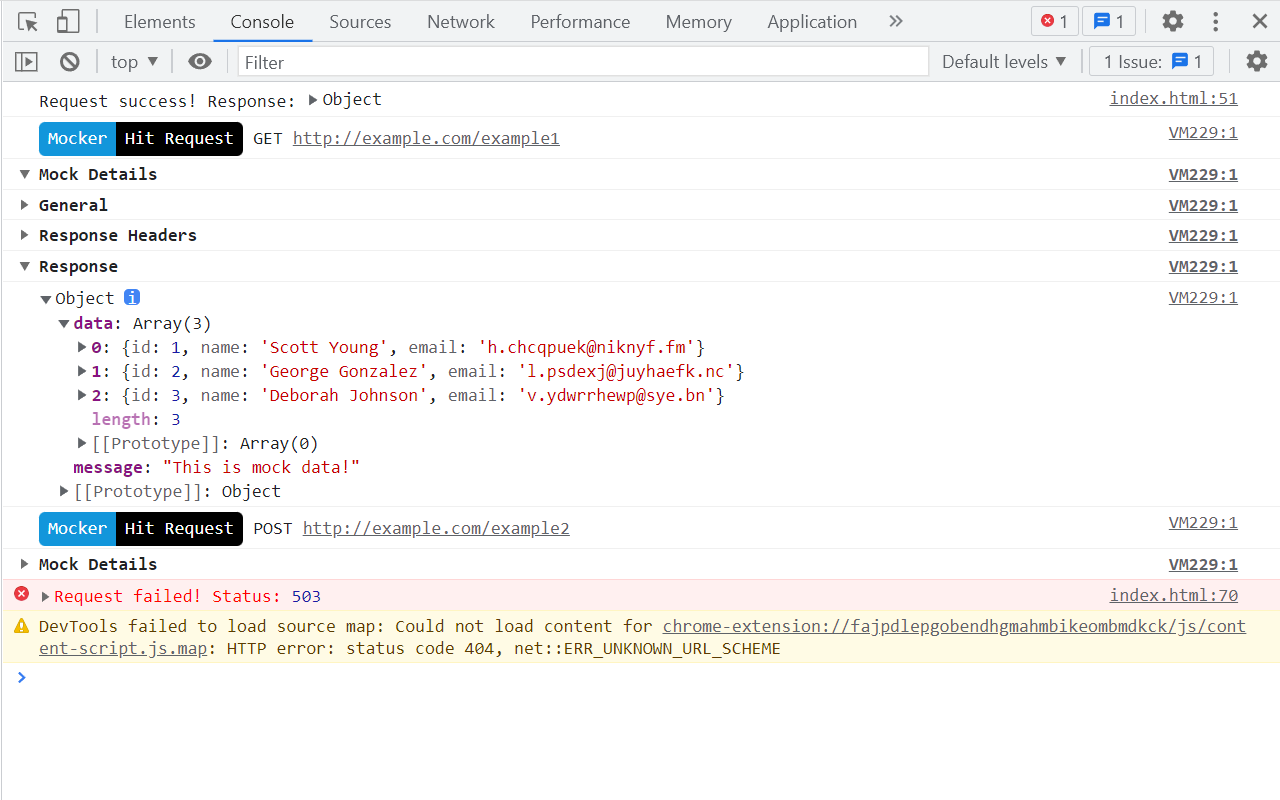 Elements Console Sources Network Performance Memory Application 1 1
top Filter Default levels 1 Issue: 1
Request success! Response: Object index.html:51
Mocker Hit Request GET http://example.com/example1 VM229:1
Mock Details VM229:1
General VM229:1
Response Headers VM229:1
Response VM229:1
Object i VM229:1
data: Array(3)
0: {id: 1, name: 'Scott Young', email: 'h.chcqpuek@niknyf.fm'}
1: {id: 2, name: 'George Gonzalez', email: 'l.psdexj@juyhaefk.nc'}
2: {id: 3, name: 'Deborah Johnson', email: 'v.ydwrrhewp@sye.bn'}
length: 3
[[Prototype]]: Array(0)
message: "This is mock data!"
[[Prototype]]: Object
Mocker Hit Request POST http://example.com/example2 VM229:1
Mock Details VM229:1
Request failed! Status: 503 index.html:70
DevTools failed to load source map: Could not load content for chrome-extension://fajpdlepgobendhgmahmbikeombmdkck/js/cont
ent-script.js.map: HTTP error: status code 404, net::ERR_UNKNOWN_URL_SCHEME